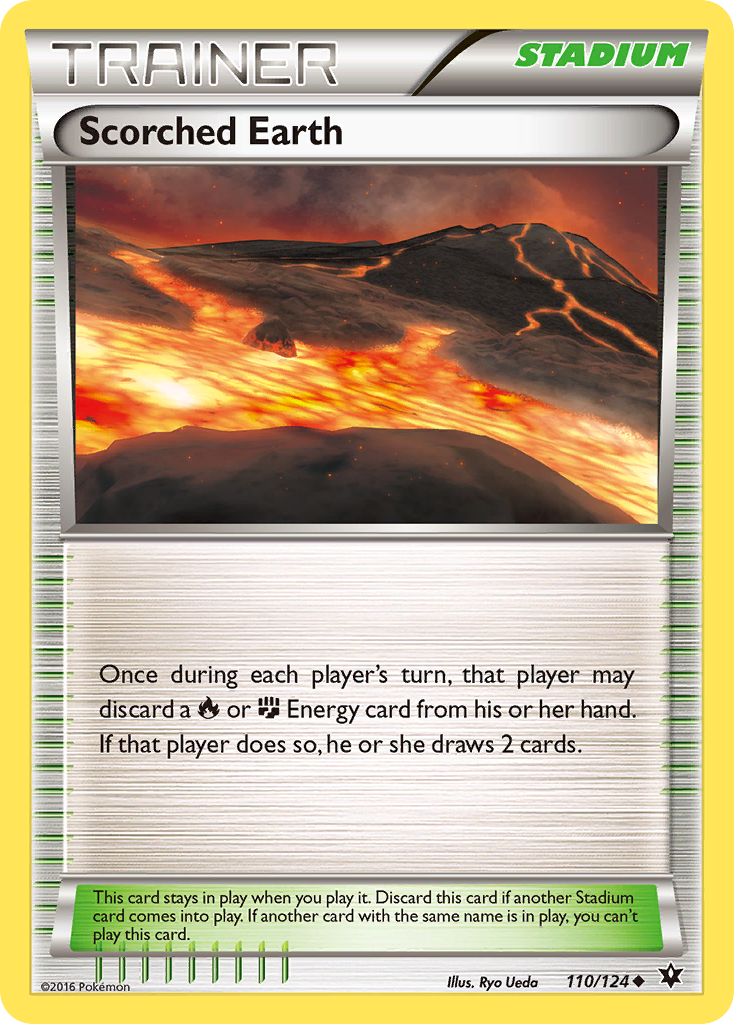 TRAINER
STADIUM
Scorched Earth
Once during each player's turn, that player may
discard a or Energy card from his or her hand.
If that player does so, he or she draws 2 cards.
This card stays in play when you play it. Discard this card if another Stadium
card comes into play. If another card with the same name is in play, you can't
play this card.
©2016 Pokémon
Illus. Ryo Ueda
110/124